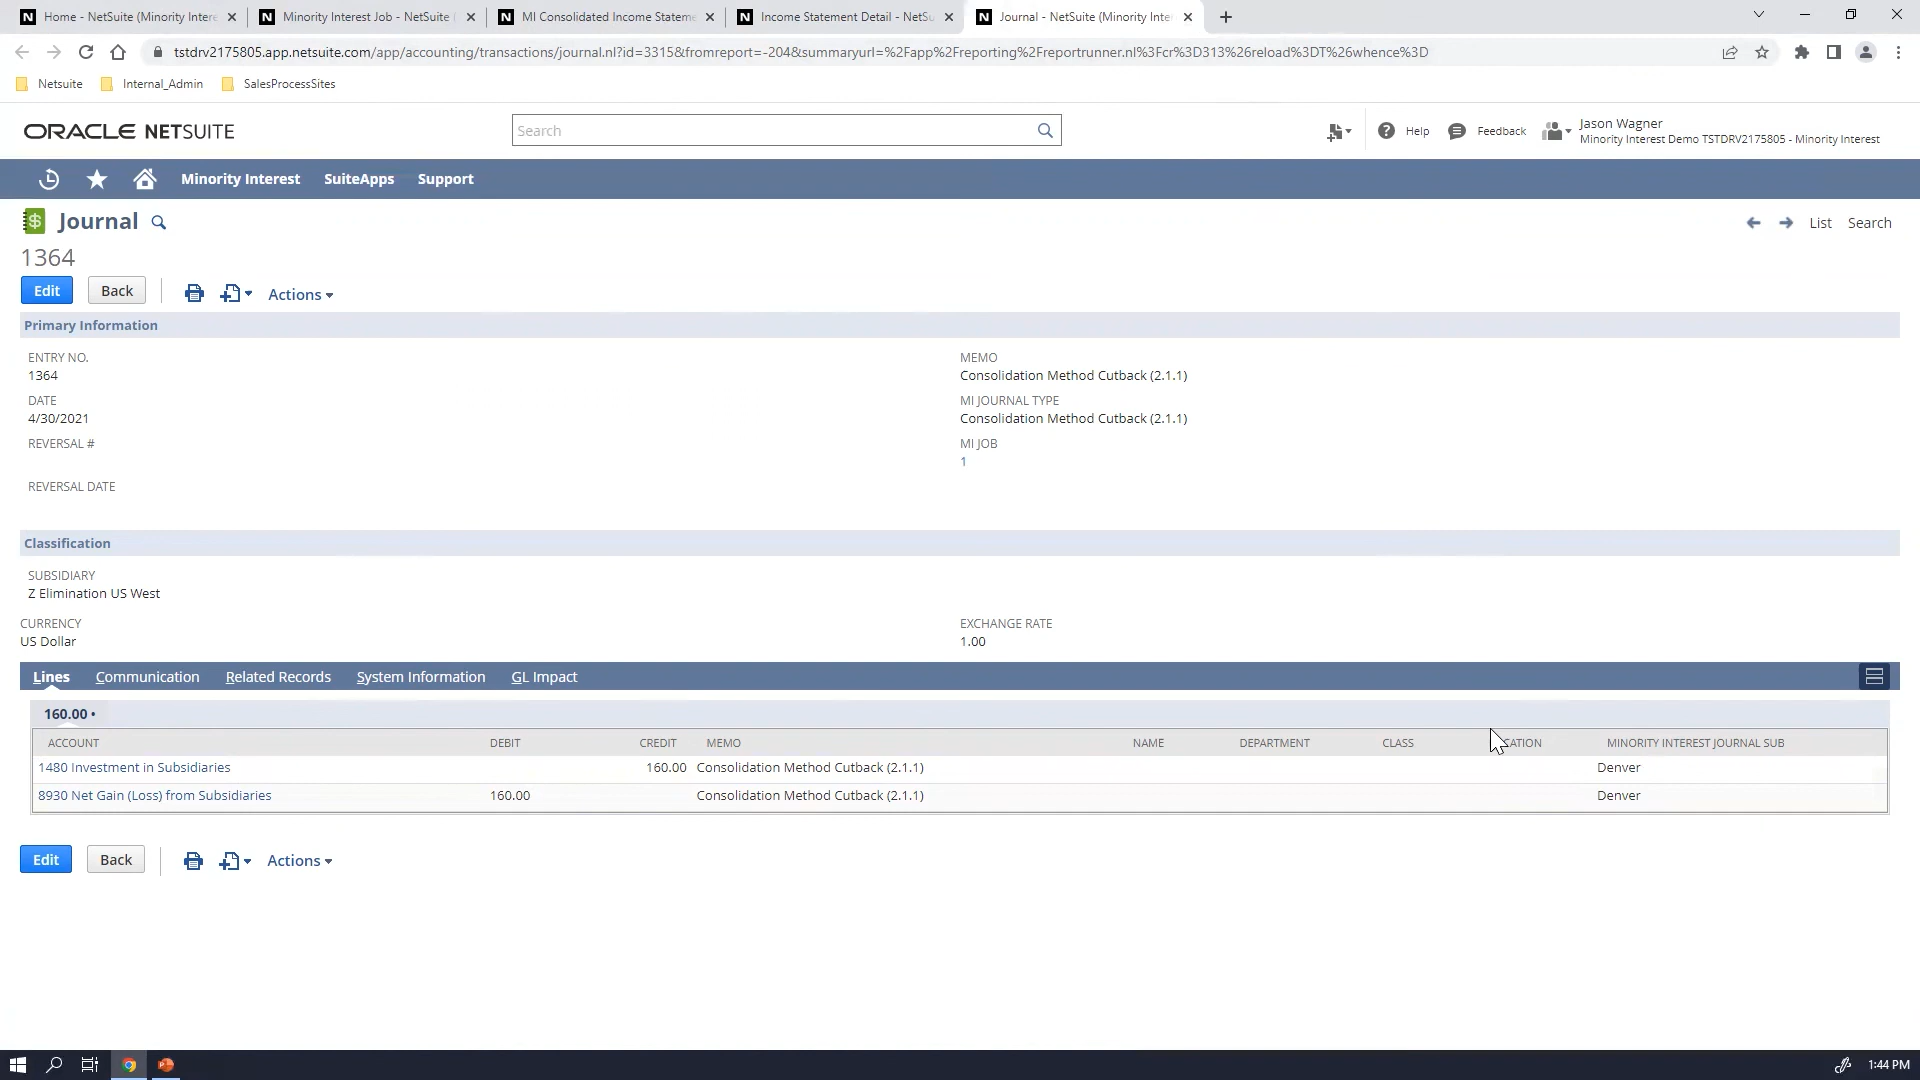 Home - NetSuite (Minority Intere
Minority Interest Job - NetSuite (
MI Consolidated Income Stateme
Income Statement Detail - NetSu
Journal - NetSuite (Minority Inte
tstdrv2175805.app.netsuite.com/app/accounting/transactions/journal.nl?id=3315&fromreport=-204&summaryurl=%2Fapp%2Freporting%2Freportrunner.nl%3Fcr%3D313%26reload%3DT%26whence%3D
Netsuite
Internal_Admin
SalesProcessSites
ORACLE NETSUITE
Search
Help
Feedback
Jason Wagner
Minority Interest Demo TSTDRV2175805 - Minority Interest
Minority Interest
SuiteApps
Support
Journal
List
Search
1364
Edit
Back
Actions
Primary Information
ENTRY NO.
1364
DATE
4/30/2021
REVERSAL #
REVERSAL DATE
MEMO
Consolidation Method Cutback (2.1.1)
MI JOURNAL TYPE
Consolidation Method Cutback (2.1.1)
MI JOB
1
Classification
SUBSIDIARY
Z Elimination US West
CURRENCY
US Dollar
EXCHANGE RATE
1.00
Lines
Communication
Related Records
System Information
GL Impact
160.00 •
ACCOUNT DEBIT CREDIT MEMO NAME DEPARTMENT CLASS MINORITY INTEREST JOURNAL SUB
1480 Investment in Subsidiaries 160.00 Consolidation Method Cutback (2.1.1) Denver
8930 Net Gain (Loss) from Subsidiaries 160.00 Consolidation Method Cutback (2.1.1) Denver
Edit
Back
Actions
1:44 PM